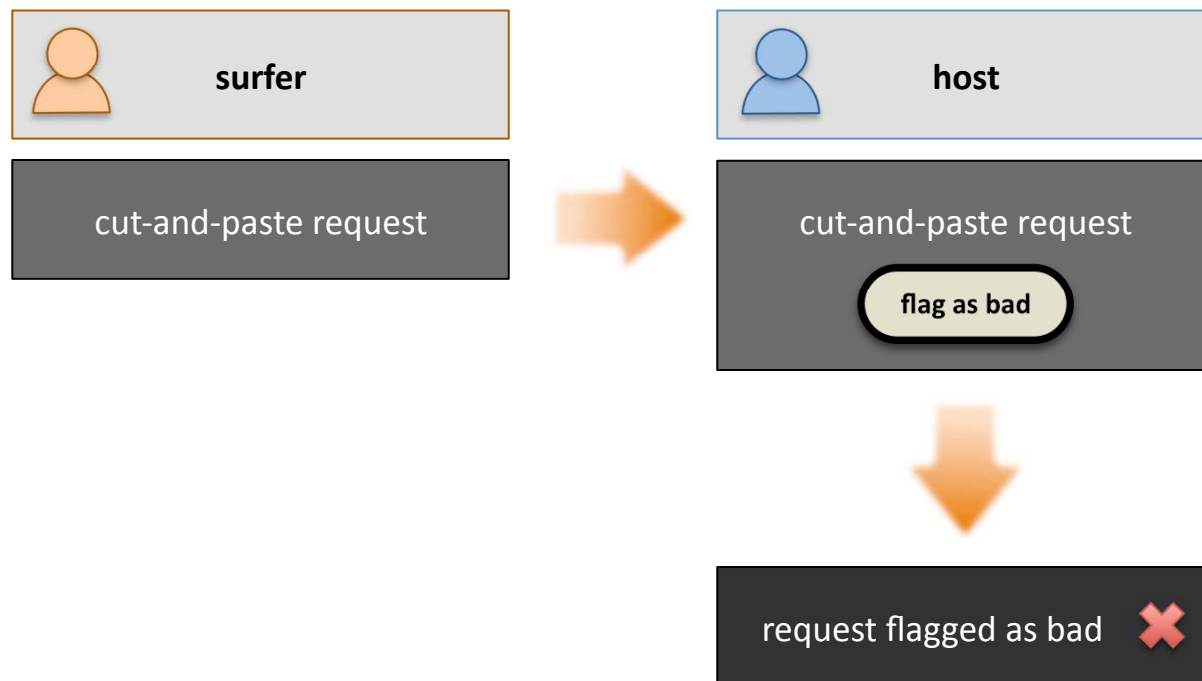 surfer
host
cut-and-paste request
cut-and-paste request
flag as bad
request flagged as bad